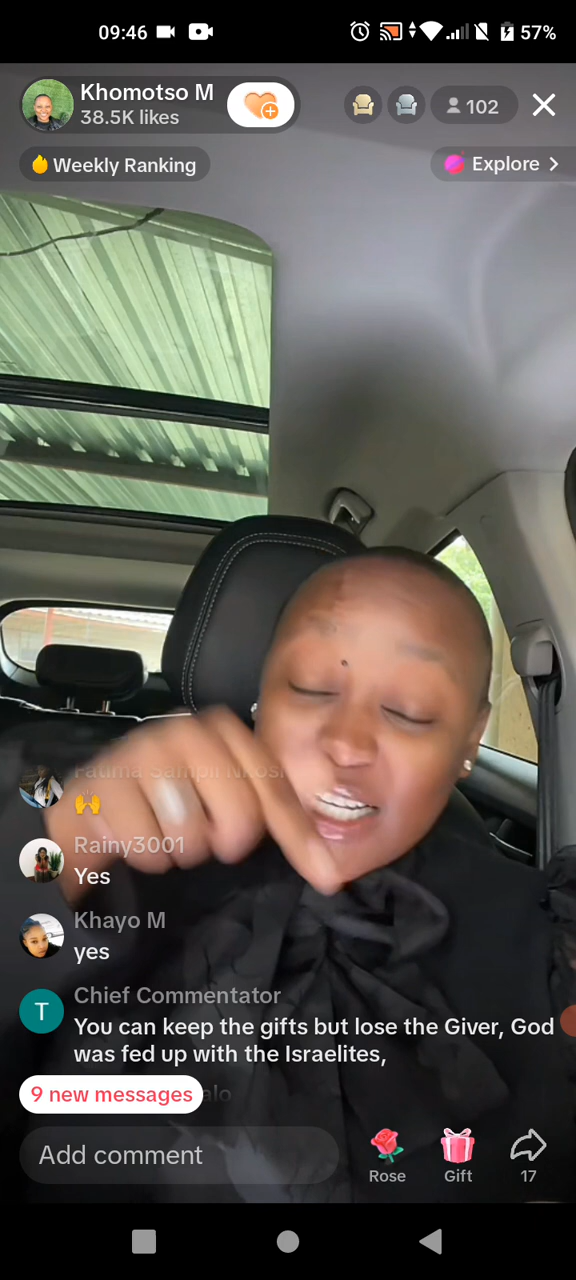 09:46
57%
Khomotso M
38.5K likes
102
Weekly Ranking
Explore
Rainy3001
Yes
Khayo M
yes
T
Chief Commentator
You can keep the gifts but lose the Giver, God
was fed up with the Israelites,
9 new messages
Add comment
Rose
Gift
17